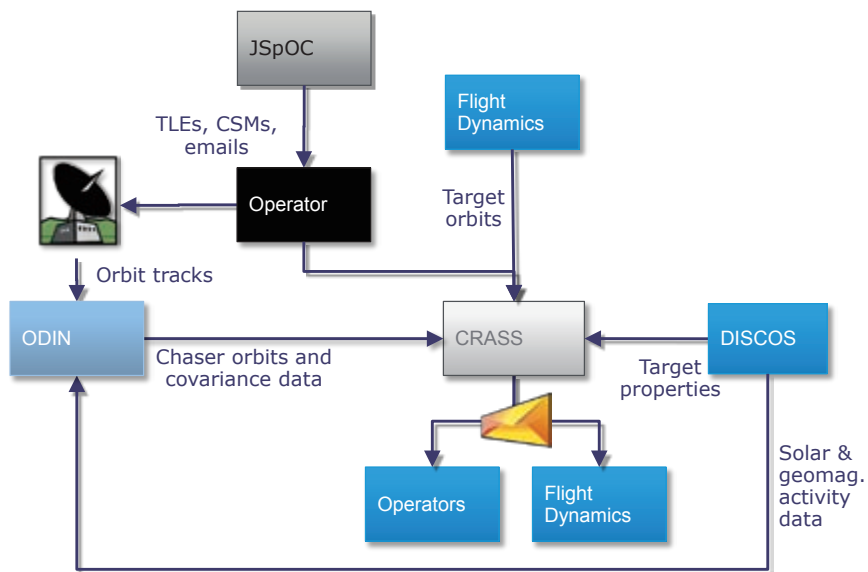 JSpOC
Flight
Dynamics
TLEs, CSMs,
emails
Operator
Target
orbits
Orbit tracks
ODIN
CRASS
DISCOS
Chaser orbits and
covariance data
Target
properties
Solar &
geomag.
activity
data
Operators
Flight
Dynamics